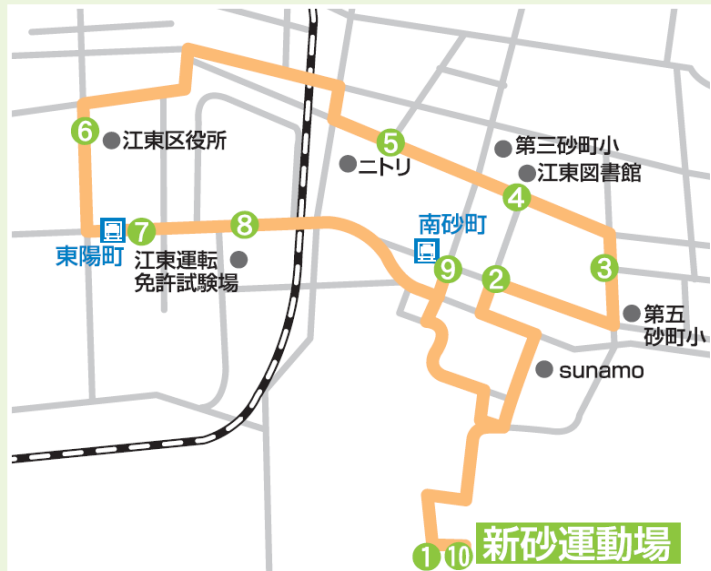 6
江東区役所
5
ニトリ
第三砂町小
江東図書館
4
7
8
東陽町
江東運転
免許試験場
南砂町
9
2
3
第五
砂町小
sunamo
1
10
新砂運動場